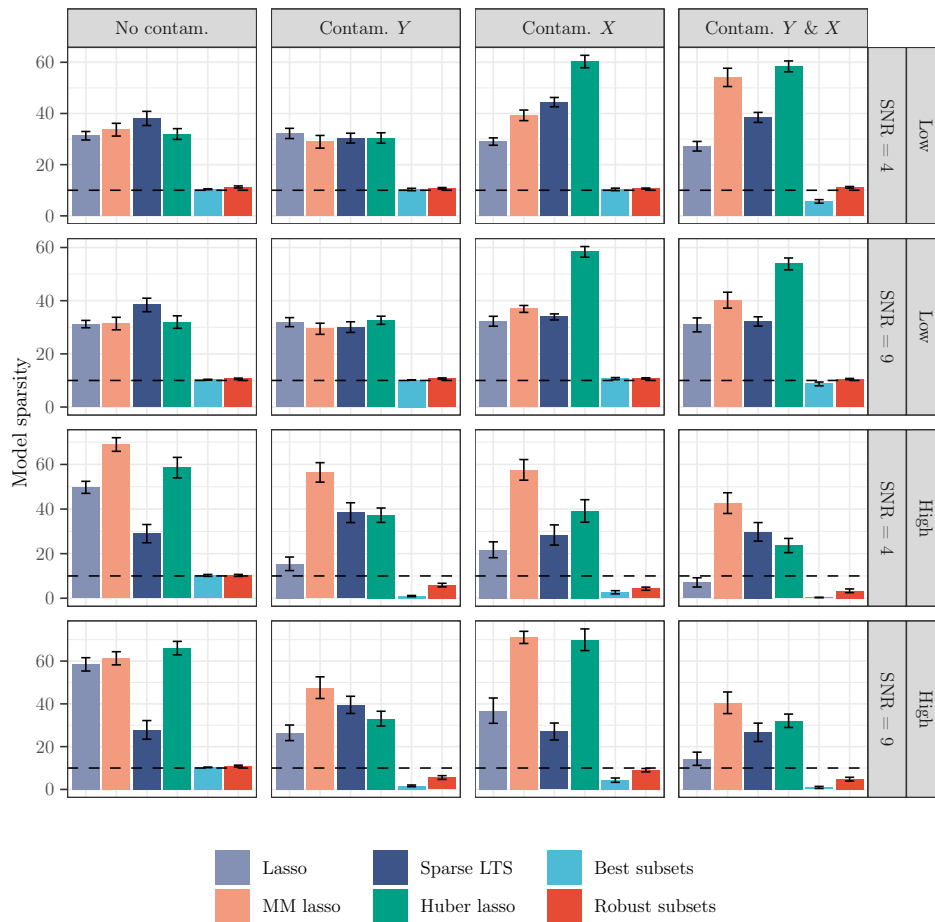 No contam.
Contam. Y
Contam. X
Contam. Y & X
Model sparsity
60
40
20
0
SNR = 4
Low
60
40
20
0
SNR = 9
Low
60
40
20
0
SNR = 4
High
60
40
20
0
SNR = 9
High
Lasso
Sparse LTS
Best subsets
MM lasso
Huber lasso
Robust subsets